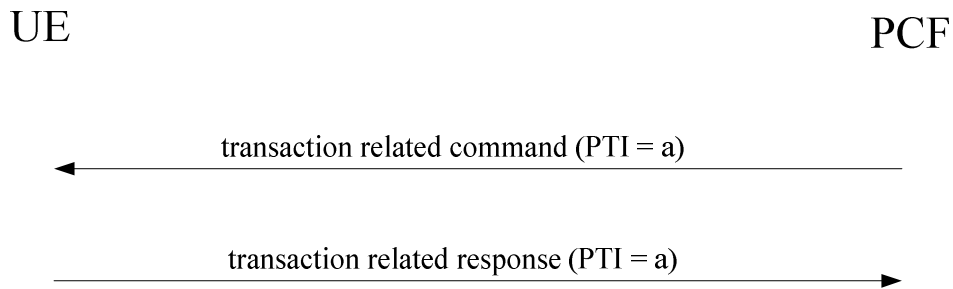 UE
PCF
transaction related command (PTI = a)
transaction related response (PTI = a)